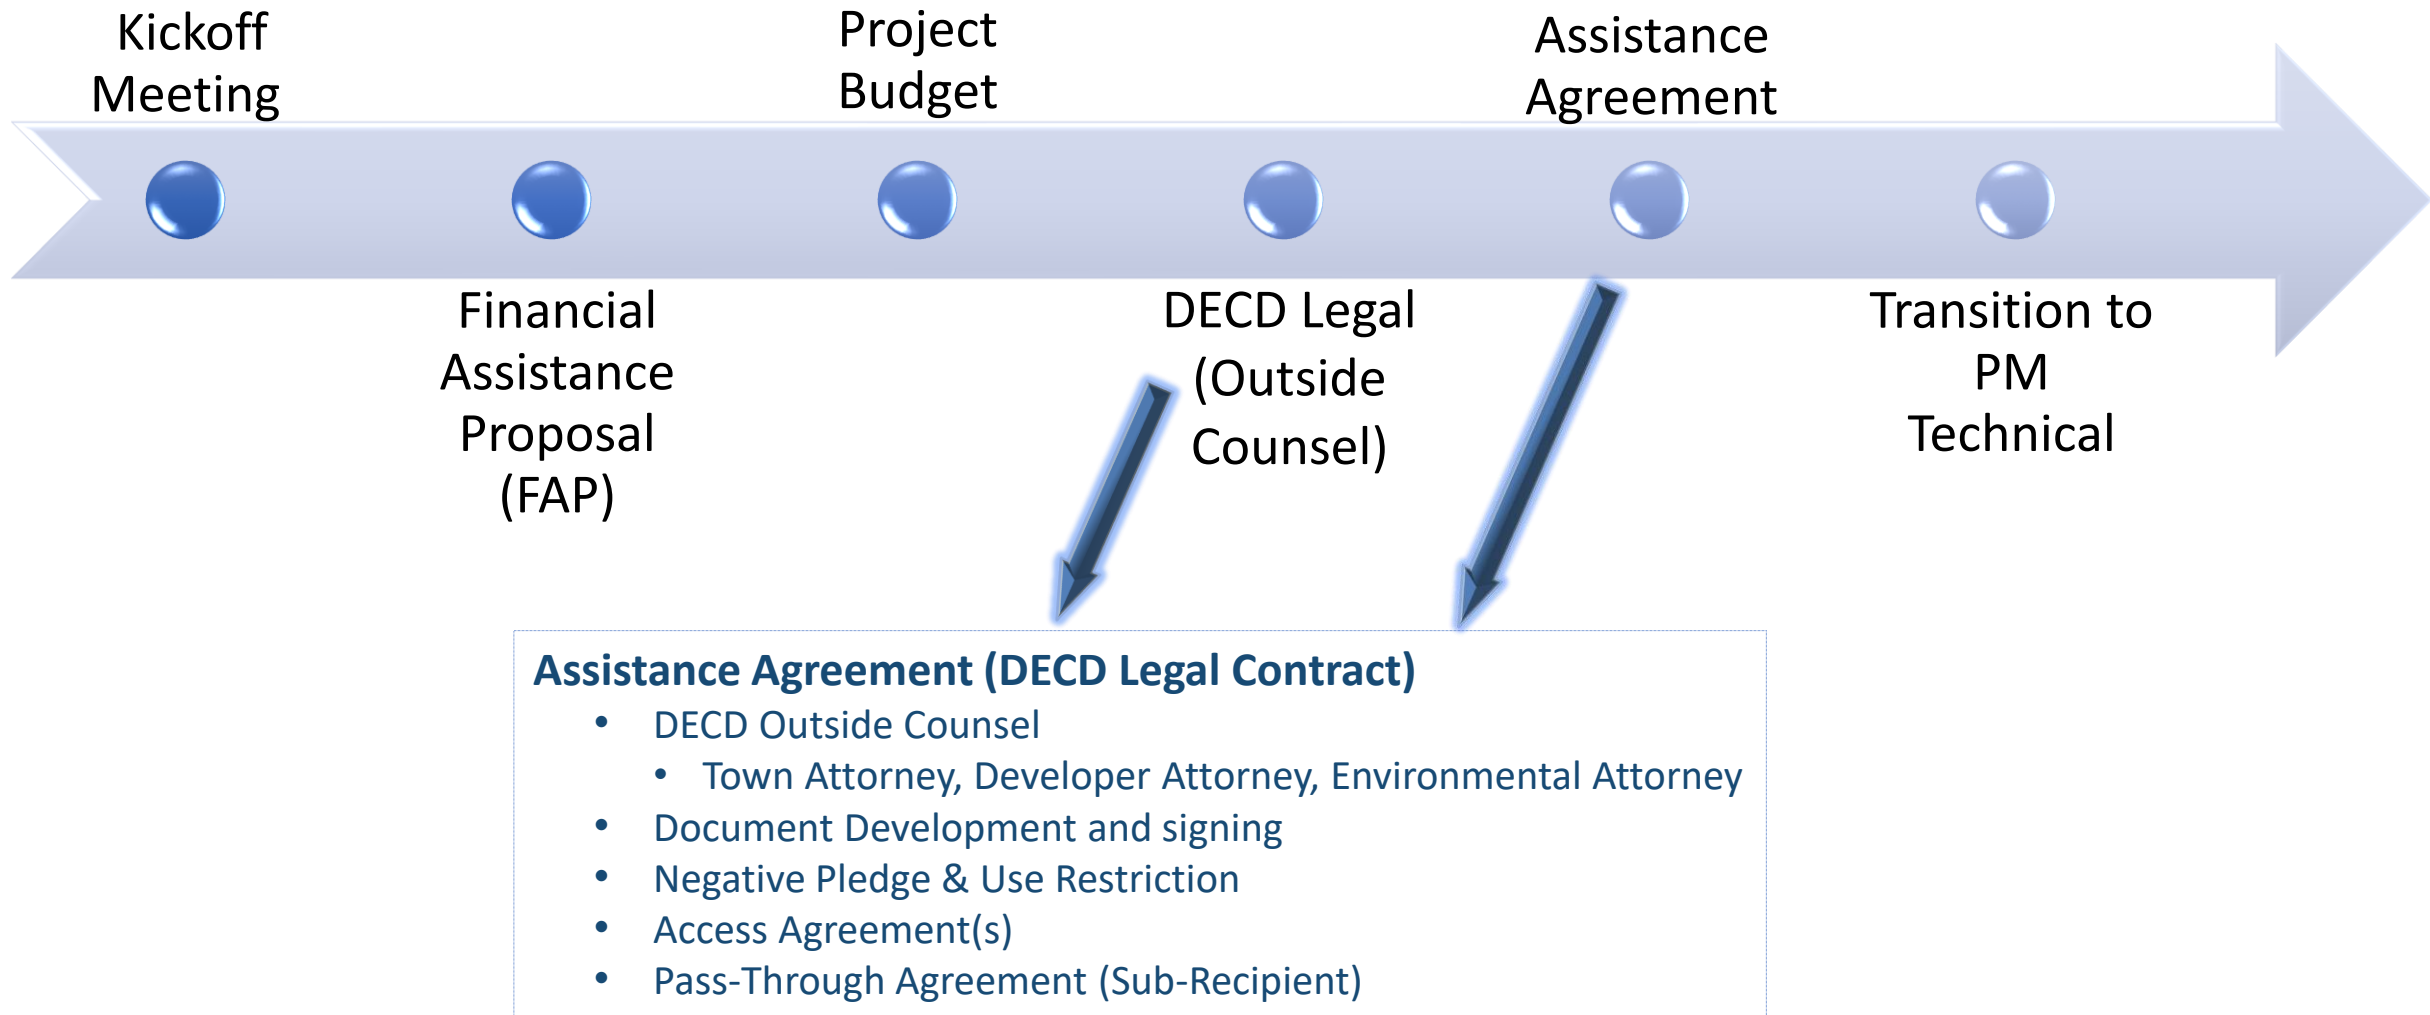 Kickoff
Meeting
Project
Budget
Assistance
Agreement
Financial
Assistance
Proposal
(FAP)
DECD Legal
(Outside
Counsel)
Transition to
PM
Technical
Assistance Agreement (DECD Legal Contract)
• DECD Outside Counsel
• Town Attorney, Developer Attorney, Environmental Attorney
• Document Development and signing
• Negative Pledge & Use Restriction
• Access Agreement(s)
• Pass-Through Agreement (Sub-Recipient)